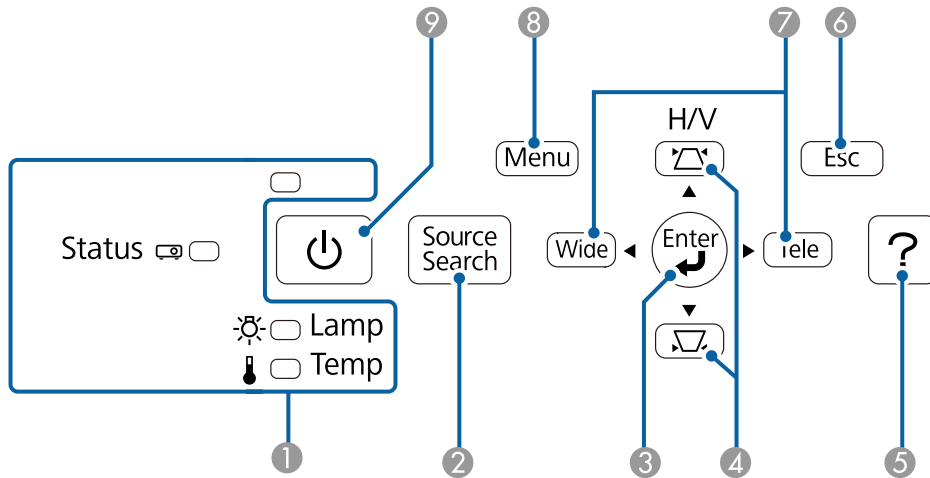 9 8 7 6
H/V
Menu
Esc
Status
Source
Search
Wide
Enter
Tele
?
Lamp
Temp
1 2 3 4 5